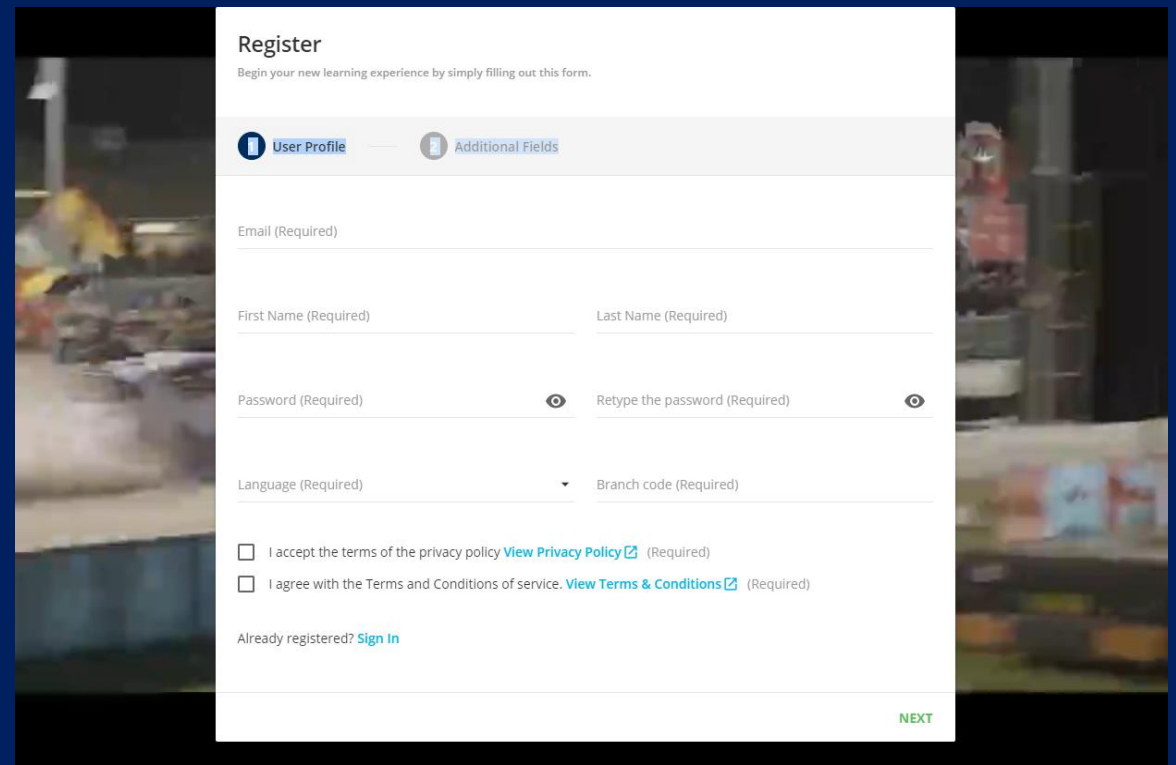 Register
Begin your new learning experience by simply filling out this form.
1 User Profile 2 Additional Fields
Email (Required)
First Name (Required) Last Name (Required)
Password (Required) Retype the password (Required)
Language (Required) Branch code (Required)
I accept the terms of the privacy policy View Privacy Policy (Required)
I agree with the Terms and Conditions of service. View Terms & Conditions (Required)
Already registered? Sign In
NEXT